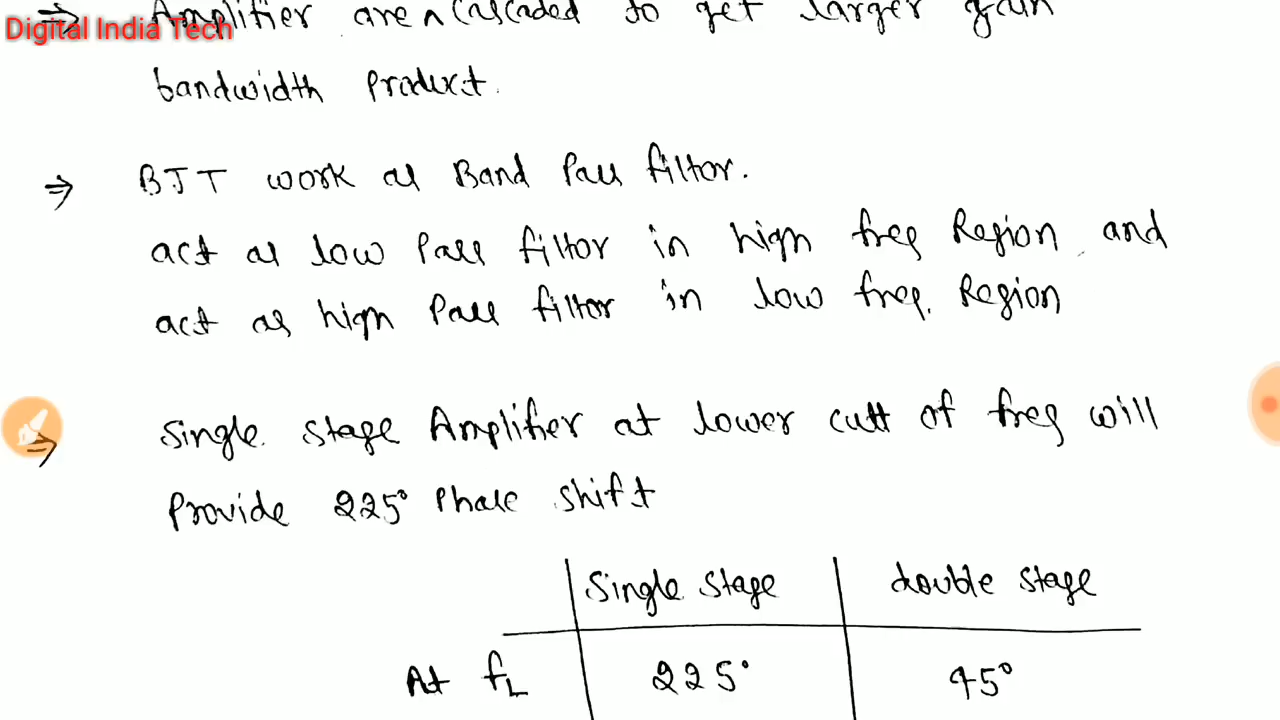 Digital India Tech
⇒ Amplifier are cascaded to get larger gain
bandwidth Product.
⇒ BJT work as Band Pass filter.
act as low Pass filter in high freq Region and
act as high Pass filter in low freq. Region
⇒ Single stage Amplifier at lower cutt of freq will
Provide 225° Phase shift
Single stage double stage
At fL 225° 45°